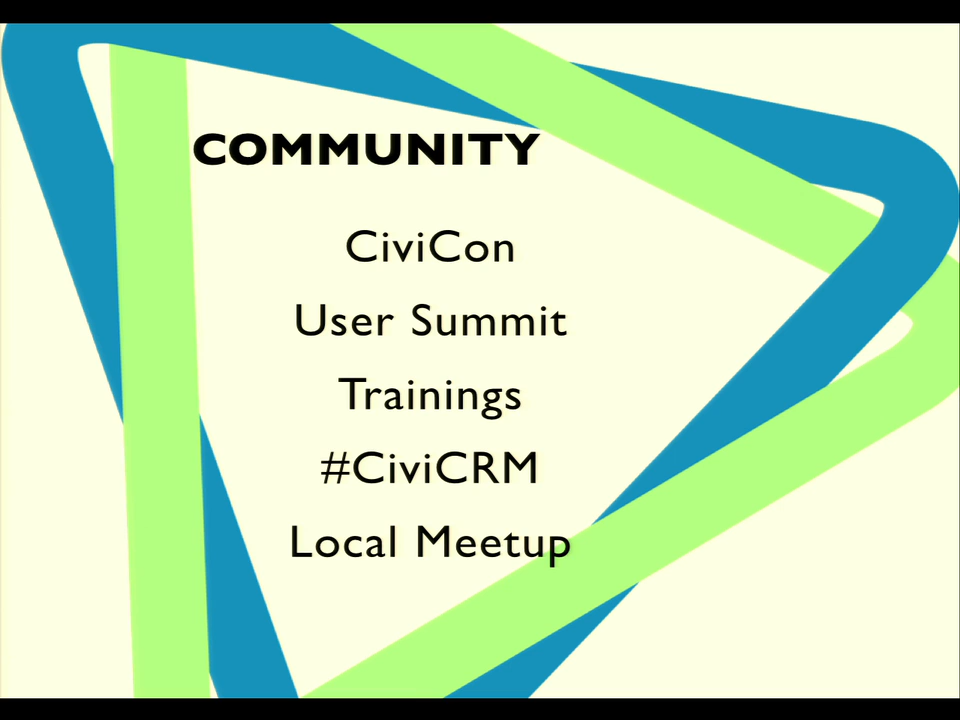 COMMUNITY
CiviCon
User Summit
Trainings
#CiviCRM
Local Meetup